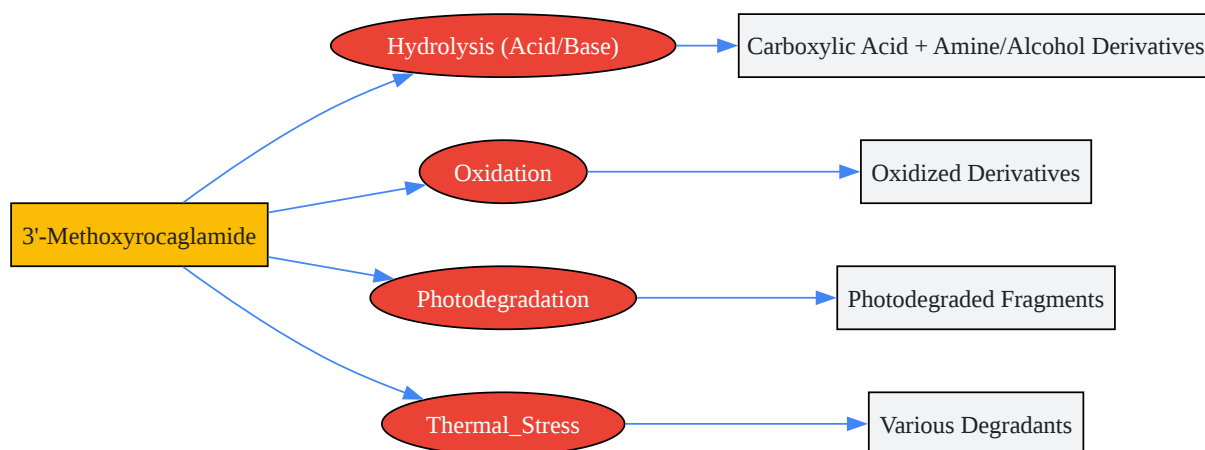 Hydrolysis (Acid/Base)
Carboxylic Acid + Amine/Alcohol Derivatives
Oxidation
Oxidized Derivatives
3'-Methoxyrocaglamide
Photodegradation
Photodegraded Fragments
Thermal_Stress
Various Degradants